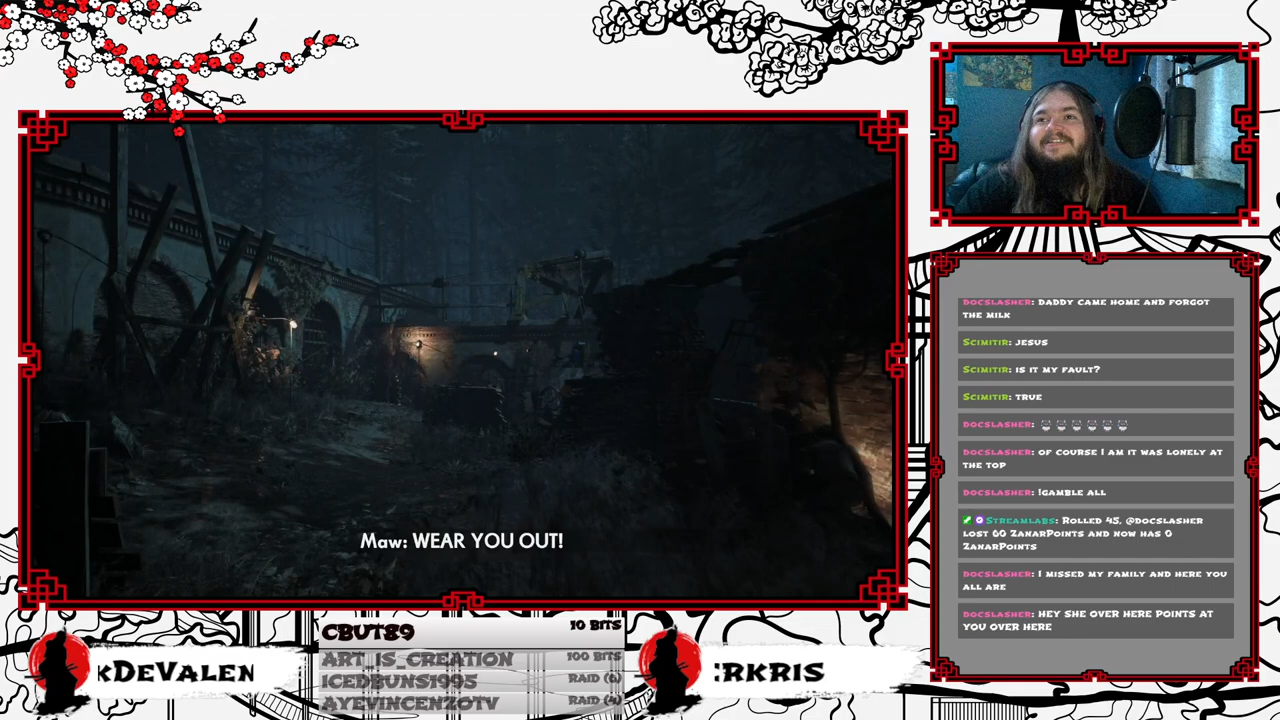 DOCSLASHER: DADDY CAME HOME AND FORGOT
THE MILK
SCIMITIR: JESUS
SCIMITIR: IS IT MY FAULT?
SCIMITIR: TRUE
DOCSLASHER:
DOCSLASHER: OF COURSE I AM IT WAS LONELY AT
THE TOP
DOCSLASHER: !GAMBLE ALL
STREAMLABS: ROLLED 45, @DOCSLASHER
LOST 60 ZANARPOINTS AND NOW HAS 0
ZANARPOINTS
DOCSLASHER: I MISSED MY FAMILY AND HERE YOU
ALL ARE
DOCSLASHER: HEY SHE OVER HERE POINTS AT
YOU OVER HERE
Maw: WEAR YOU OUT!
KDEVALEN
CBUT89 10 BITS
ART_IS_CREATION 100 BITS
ICEDBUNS1995 RAID (6)
AYEVINCENZOTV RAID (4)
:RKRIS